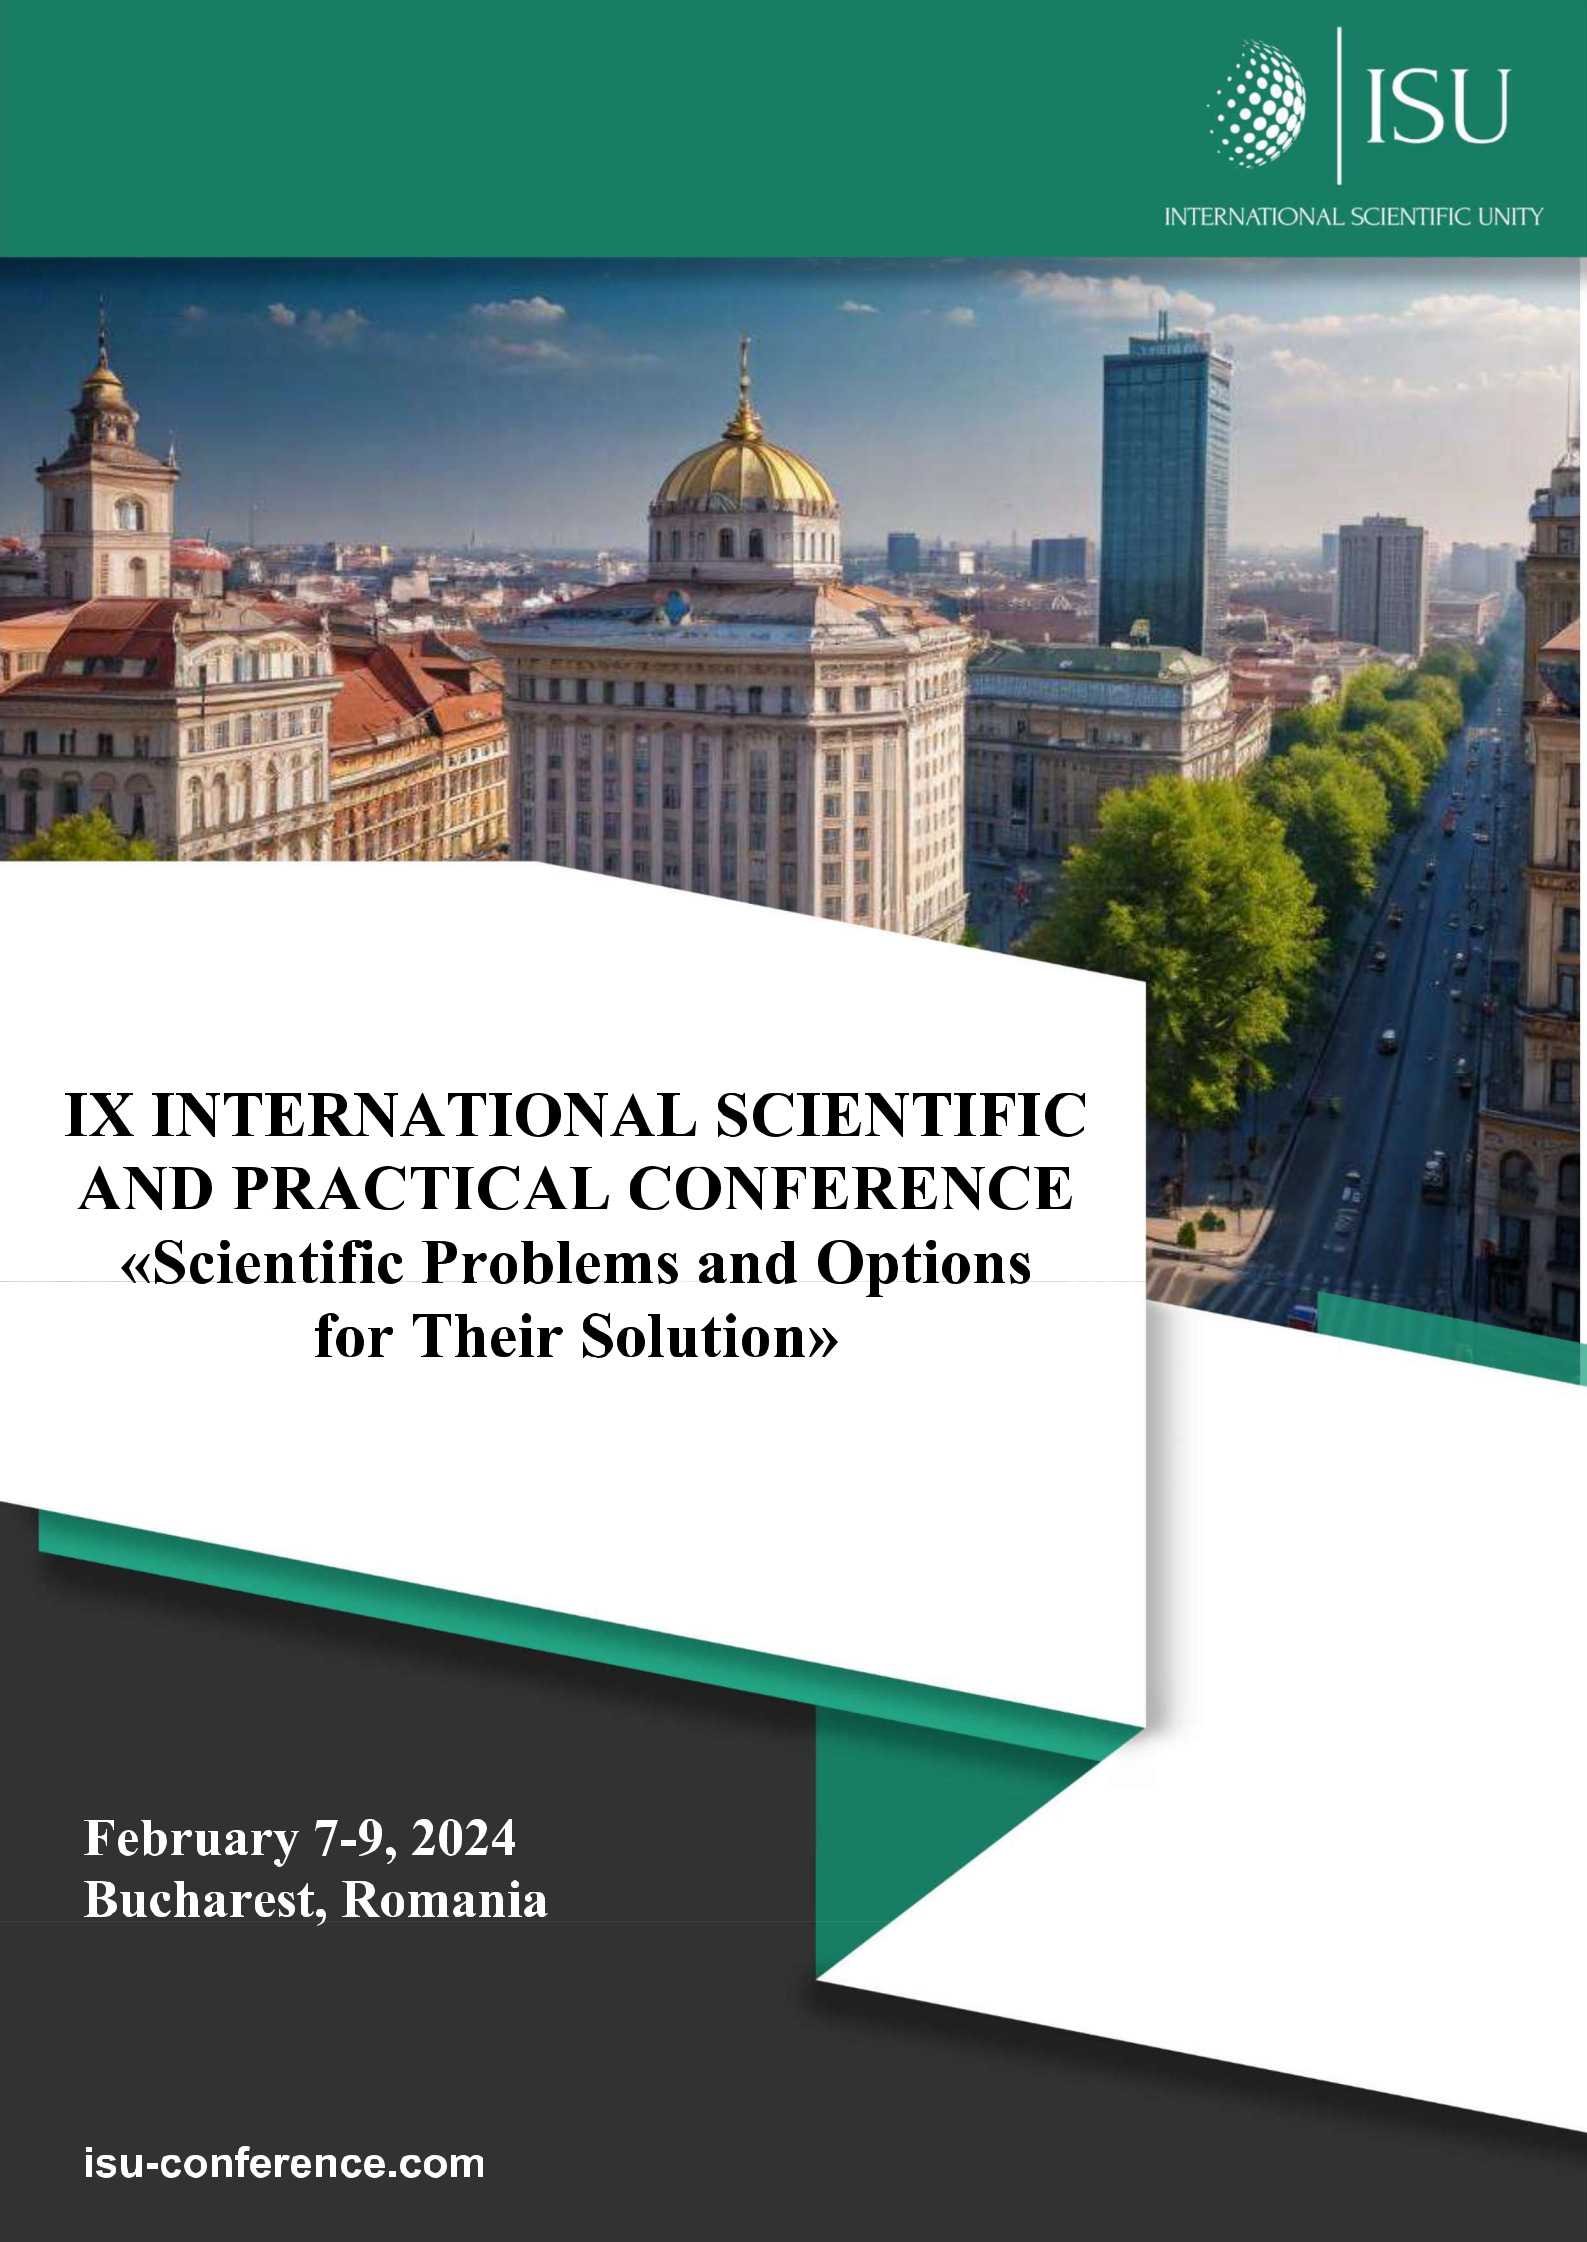 ISU
INTERNATIONAL SCIENTIFIC UNITY
IX INTERNATIONAL SCIENTIFIC
AND PRACTICAL CONFERENCE
«Scientific Problems and Options
for Their Solution»
February 7-9, 2024
Bucharest, Romania
isu-conference.com